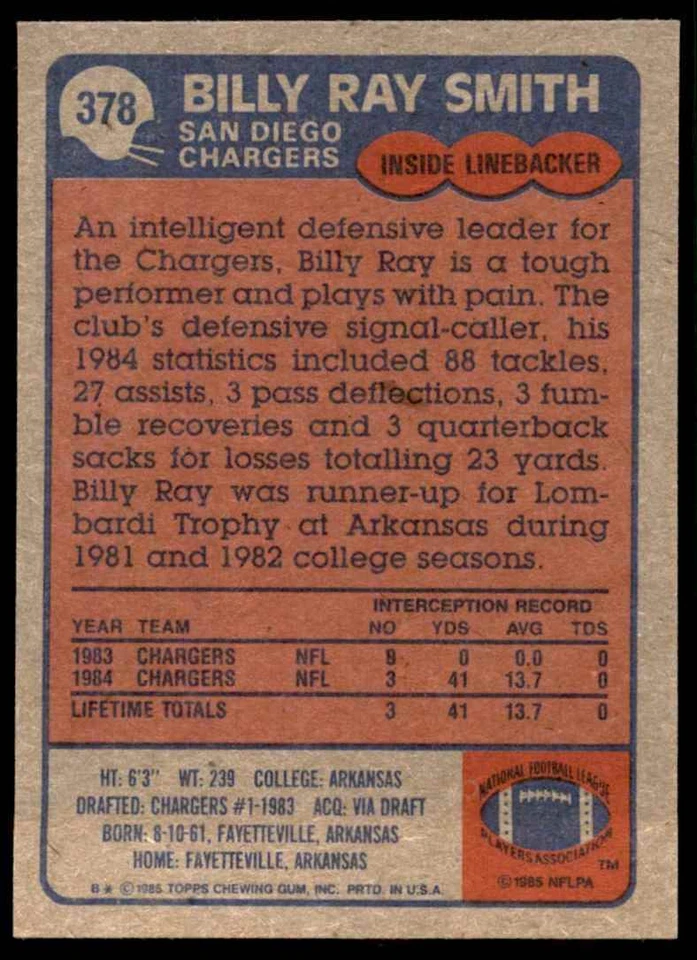 378
BILLY RAY SMITH
SAN DIEGO
CHARGERS
INSIDE LINEBACKER
An intelligent defensive leader for
the Chargers, Billy Ray is a tough
performer and plays with pain. The
club's defensive signal-caller, his
1984 statistics included 88 tackles,
27 assists, 3 pass deflections, 3 fum-
ble recoveries and 3 quarterback
sacks for losses totalling 23 yards.
Billy Ray was runner-up for Lom-
bardi Trophy at Arkansas during
1981 and 1982 college seasons.
INTERCEPTION RECORD
YEAR TEAM NO YDS AVG TDS
1983 CHARGERS NFL 0 0 0.0 0
1984 CHARGERS NFL 3 41 13.7 0
LIFETIME TOTALS 3 41 13.7 0
HT: 6'3" WT: 239 COLLEGE: ARKANSAS
DRAFTED: CHARGERS #1-1983 ACQ: VIA DRAFT
BORN: 8-10-61, FAYETTEVILLE, ARKANSAS
HOME: FAYETTEVILLE, ARKANSAS
B* ©1985 TOPPS CHEWING GUM, INC. PRTD. IN U.S.A.
NATIONAL FOOTBALL LEAGUE
PLAYERS ASSOCIATION
TM
©1985 NFLPA